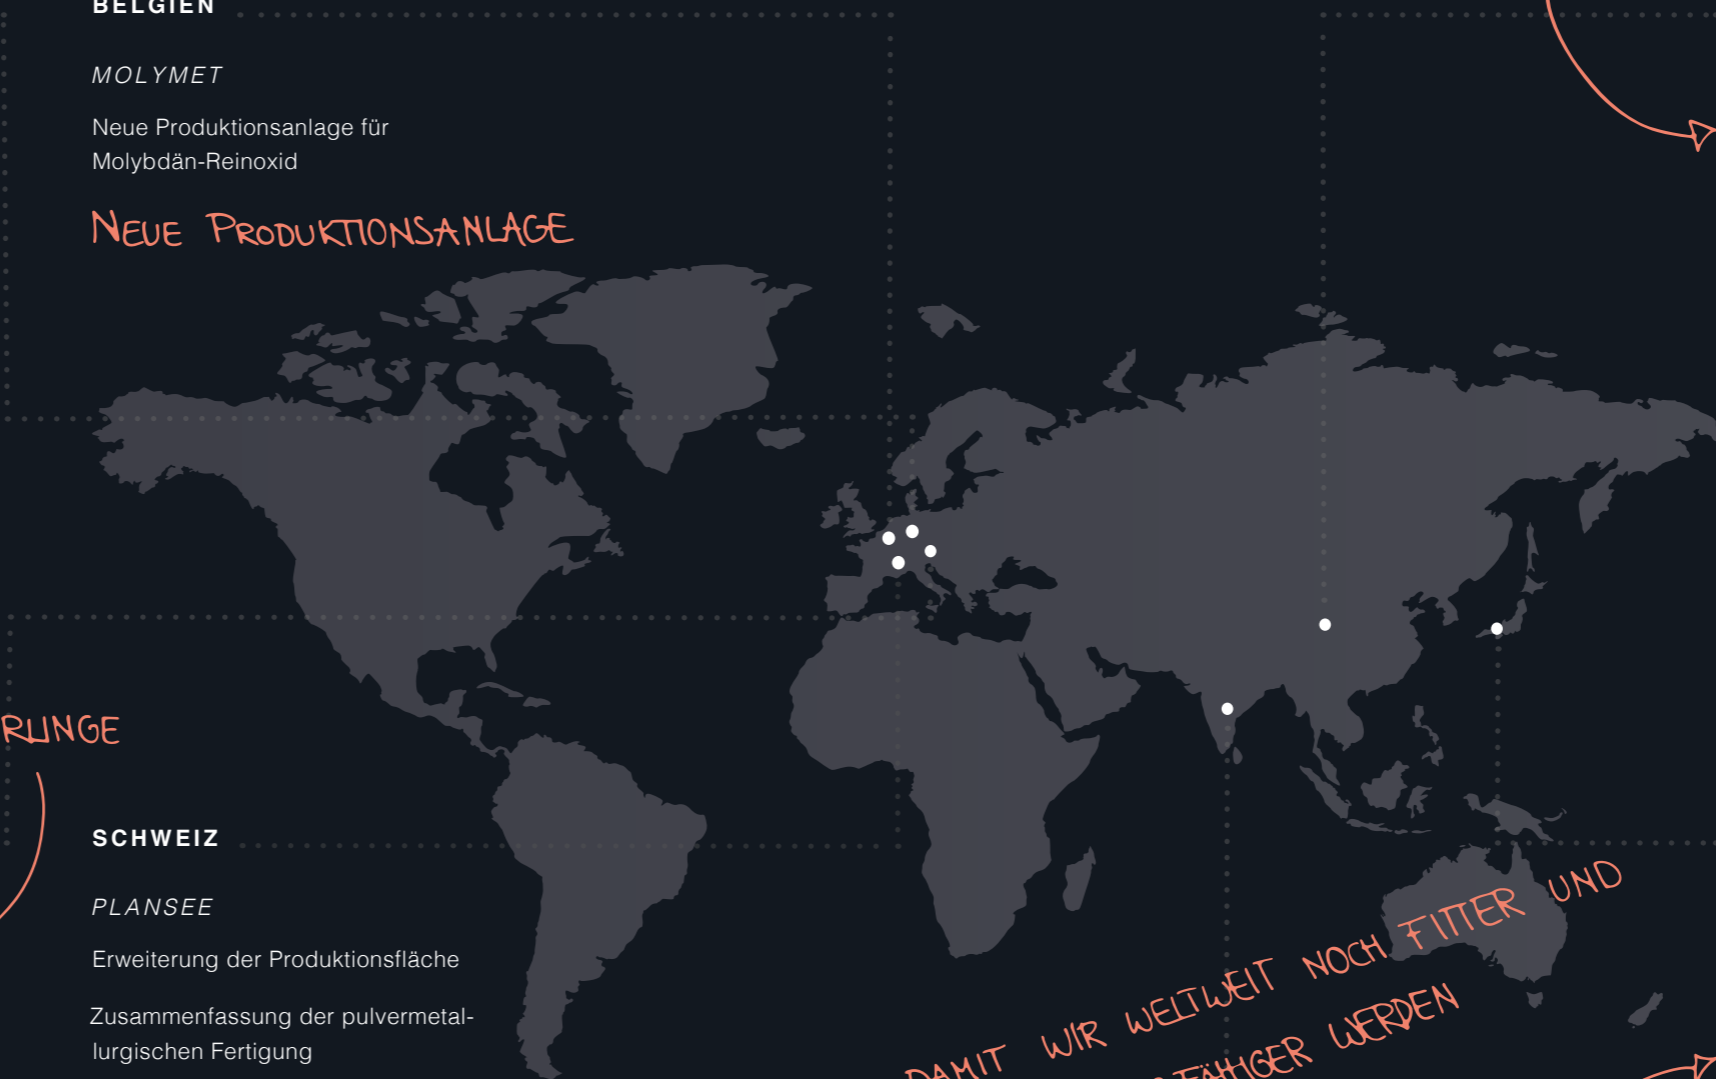 BELGIEN
MOLYMET
Neue Produktionsanlage für
Molybdän-Reinoxid
NEUE PRODUKTIONSANLAGE
RUNGE
SCHWEIZ
PLANSEE
Erweiterung der Produktionsfläche
Zusammenfassung der pulvermetal-
lurgischen Fertigung
DAMIT WIR WELTWEIT NOCH FITTER UND
FÄHIGER WERDEN